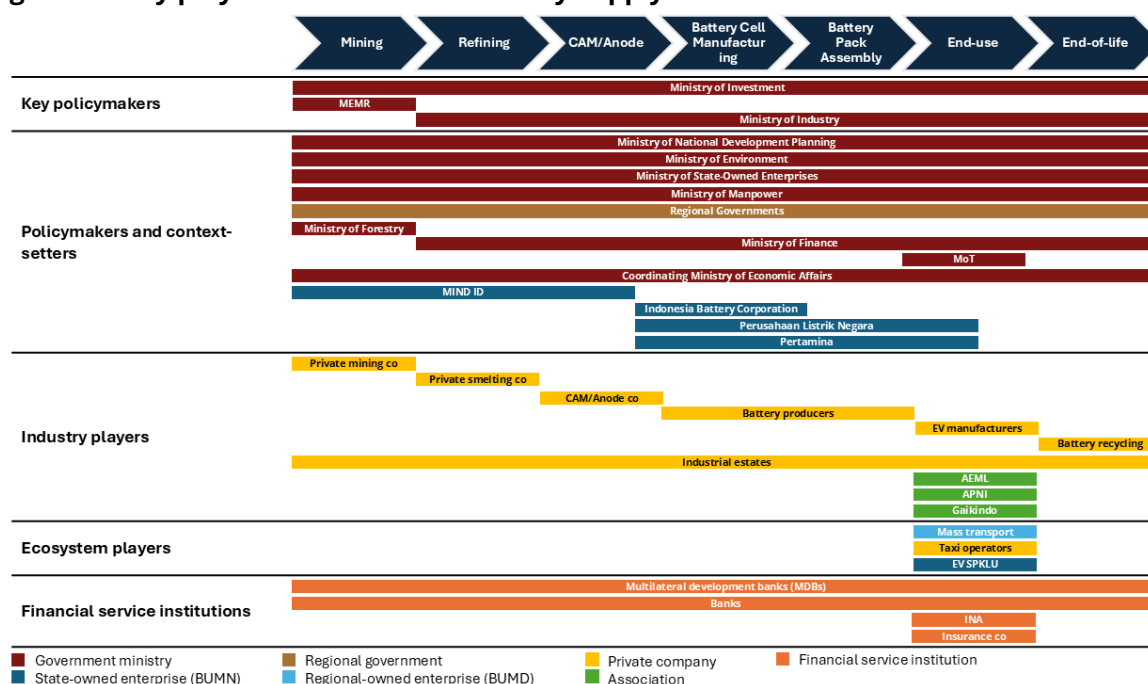 Mining
Refining
CAM/Anode
Battery Cell
Manufactur
ing
Battery
Pack
Assembly
End-use
End-of-life
Key policymakers
Ministry of Investment
MEMR
Ministry of Industry
Policymakers and context-
setters
Ministry of National Development Planning
Ministry of Environment
Ministry of State-Owned Enterprises
Ministry of Manpower
Regional Governments
Ministry of Forestry
Ministry of Finance
MoT
Coordinating Ministry of Economic Affairs
MIND ID
Indonesia Battery Corporation
Perusahaan Listrik Negara
Pertamina
Industry players
Private mining co
Private smelting co
CAM/Anode co
Battery producers
EV manufacturers
Battery recycling
Industrial estates
AEML
APNI
Gaikindo
Ecosystem players
Mass transport
Taxi operators
EV SPKLU
Financial service institutions
Multilateral development banks (MDBs)
Banks
INA
Insurance co
Government ministry
Regional government
Private company
Financial service institution
State-owned enterprise (BUMN)
Regional-owned enterprise (BUMD)
Association